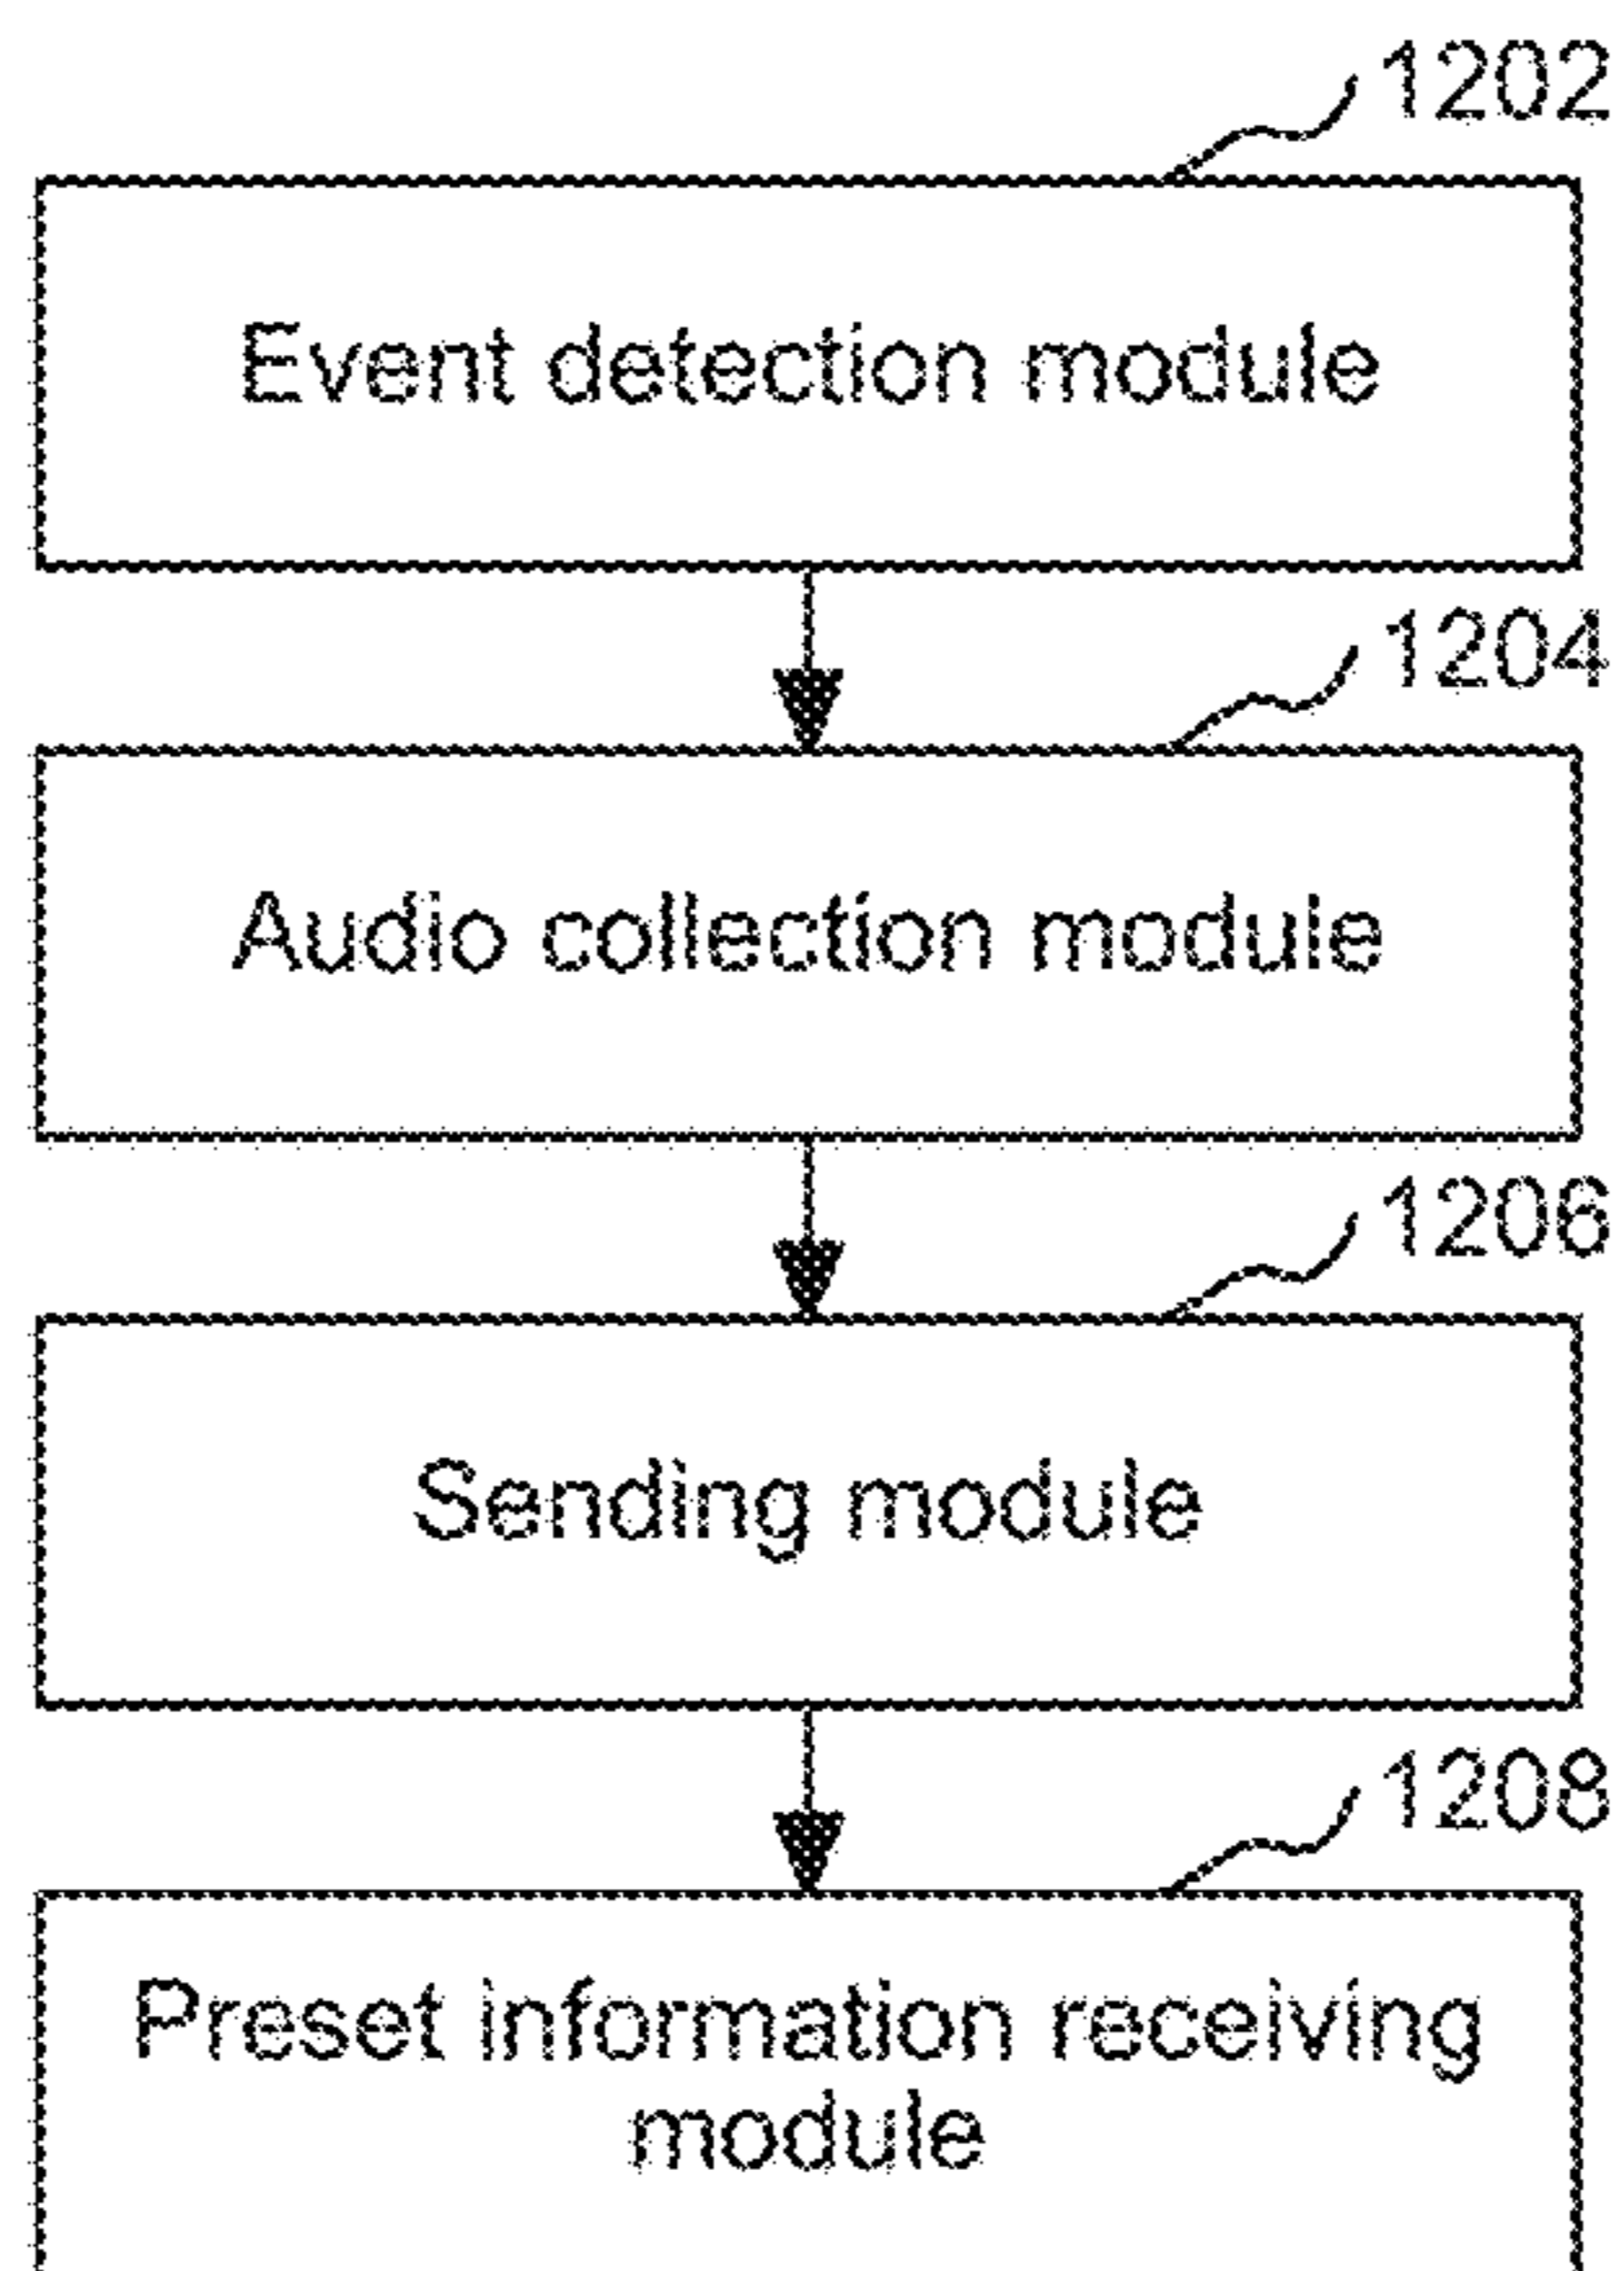 1202
Event detection module
1204
Audio collection module
1206
Sending module
1208
Preset information receiving
module